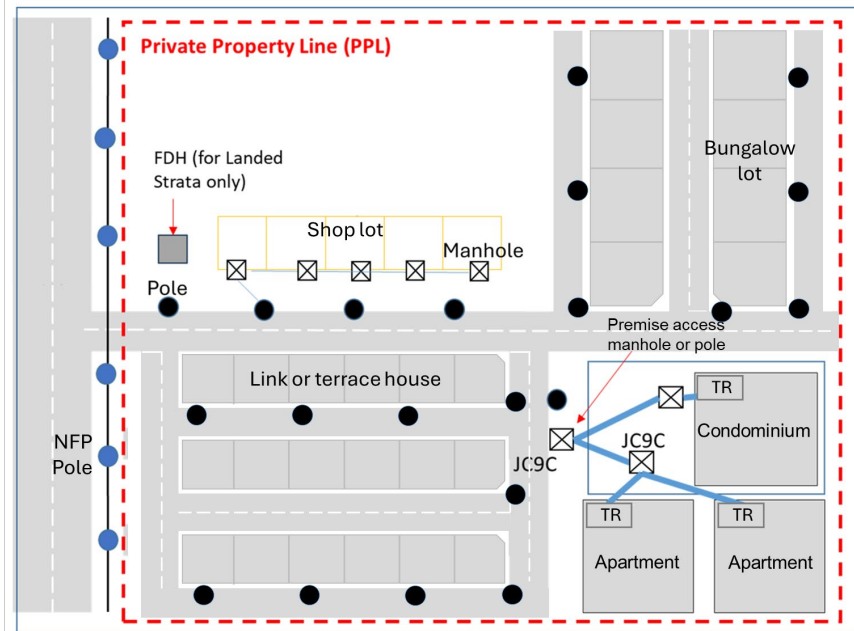 Private Property Line (PPL)
FDH (for Landed
Strata only)
Bungalow
lot
Shop lot
Manhole
Pole
Premise access
manhole or pole
Link or terrace house
TR
Condominium
NFP
Pole
JC9C
JC9C
TR
TR
Apartment
Apartment